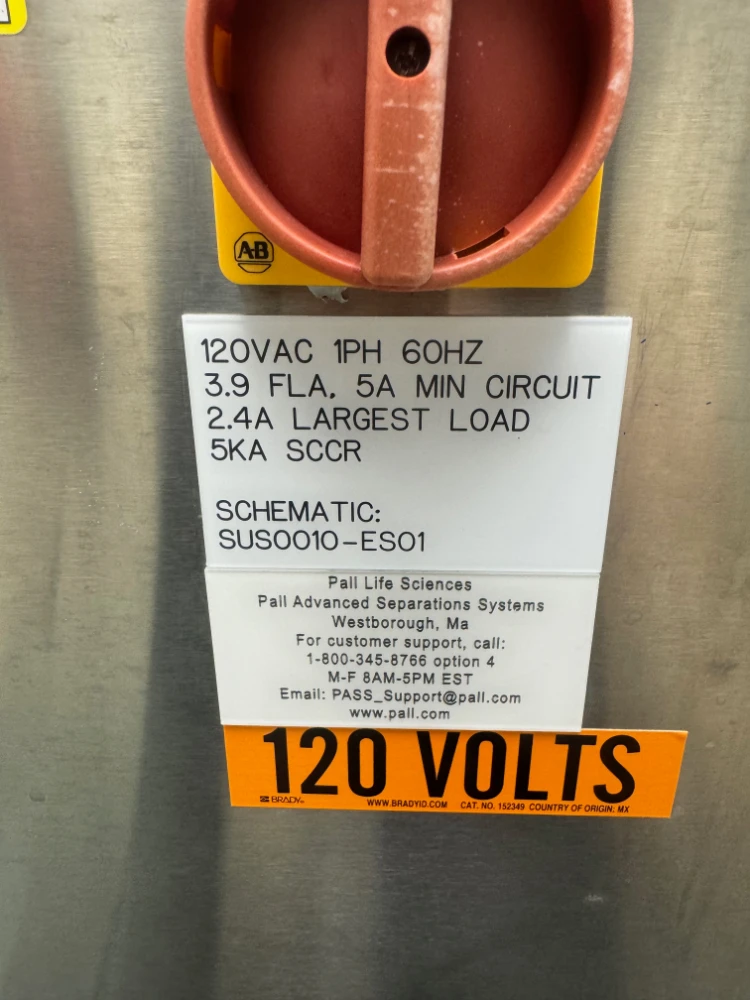 A-B
120VAC 1PH 60HZ
3.9 FLA, 5A MIN CIRCUIT
2.4A LARGEST LOAD
5KA SCCR
SCHEMATIC:
SUS0010-ES01
Pall Life Sciences
Pall Advanced Separations Systems
Westborough, Ma
For customer support, call:
1-800-345-8766 option 4
M-F 8AM-5PM EST
Email: PASS_Support@pall.com
www.pall.com
120 VOLTS
BRADY. WWW.BRADYID.COM CAT. NO. 152349 COUNTRY OF ORIGIN: MX